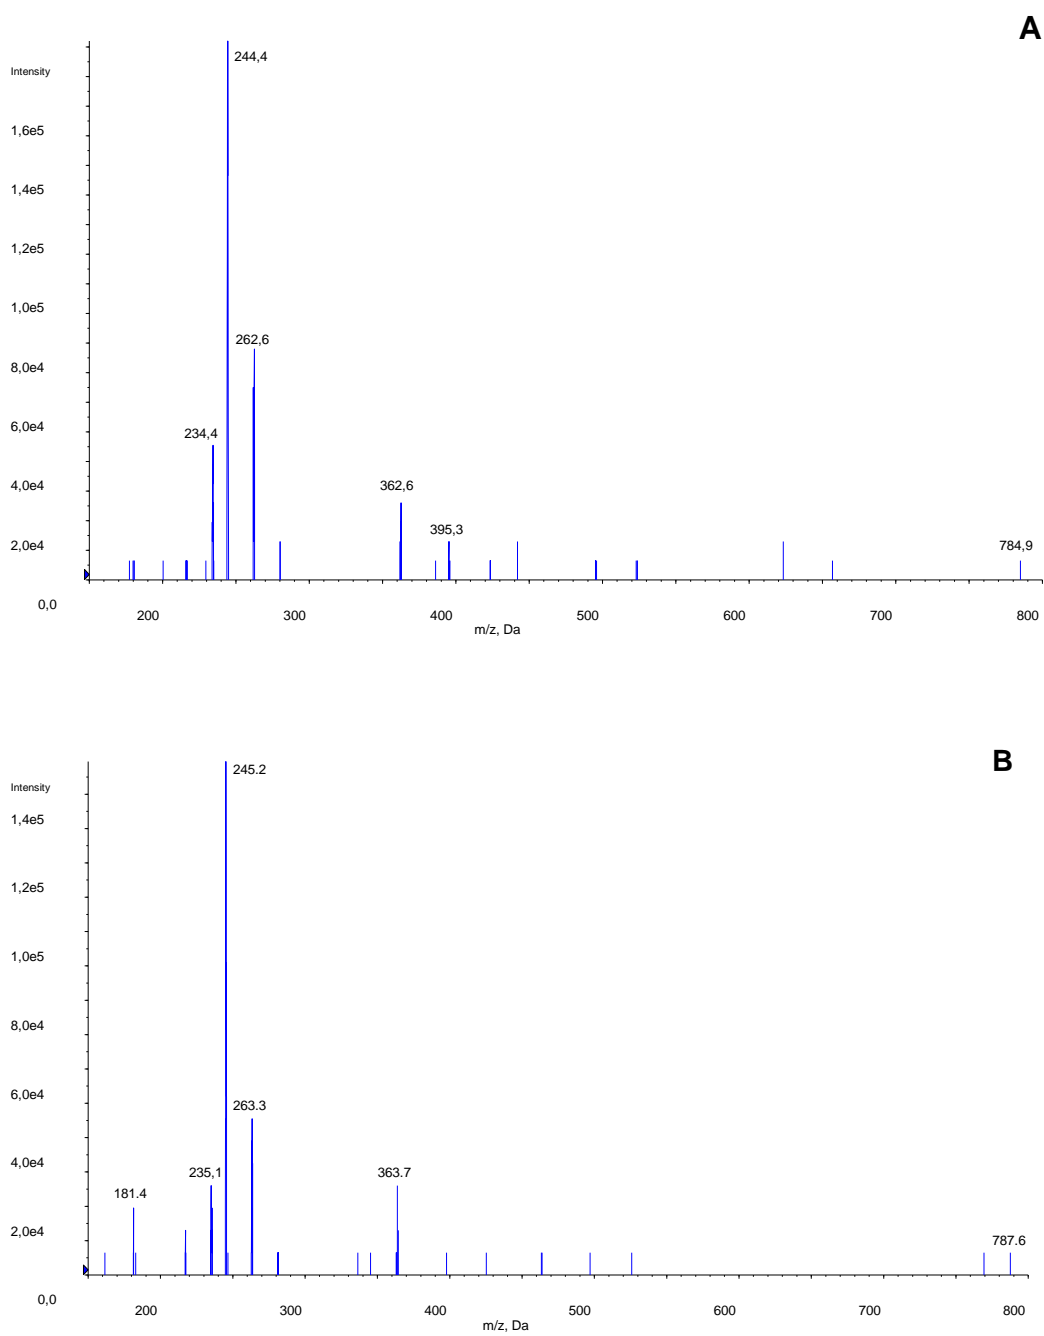 A
Intensity
244,4
1,6e5
1,4e5
1,2e5
1,0e5
262,6
8,0e4
6,0e4
234,4
4,0e4
362,6
395,3
2,0e4
784,9
0,0
200 300 400 500 600 700 800
m/z, Da
B
245.2
Intensity
1,4e5
1,2e5
1,0e5
8,0e4
6,0e4
263.3
4,0e4
235,1
363.7
181.4
2,0e4
787.6
0,0
200 300 400 500 600 700 800
m/z, Da